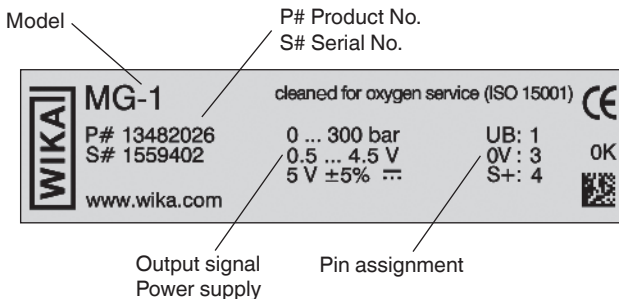 Model
P# Product No.
S# Serial No.
WIKA
MG-1
cleaned for oxygen service (ISO 15001)
CE
P# 13482026
0 ... 300 bar
UB: 1
S# 1559402
0.5 ... 4.5 V
0V : 3
0K
5 V ±5% ⎓
S+: 4
www.wika.com
Output signal
Power supply
Pin assignment